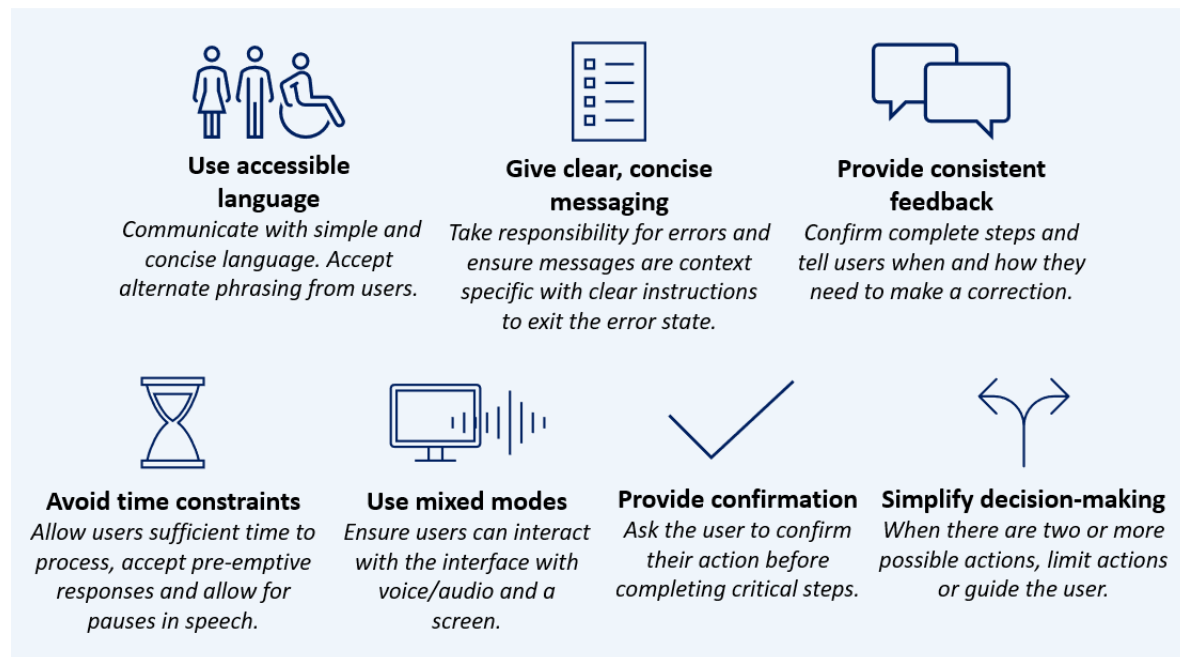 Use accessible
language
Communicate with simple and
concise language. Accept
alternate phrasing from users.
Give clear, concise
messaging
Take responsibility for errors and
ensure messages are context
specific with clear instructions
to exit the error state.
Provide consistent
feedback
Confirm complete steps and
tell users when and how they
need to make a correction.
Avoid time constraints
Allow users sufficient time to
process, accept pre-emptive
responses and allow for
pauses in speech.
Use mixed modes
Ensure users can interact
with the interface with
voice/audio and a
screen.
Provide confirmation
Ask the user to confirm
their action before
completing critical steps.
Simplify decision-making
When there are two or more
possible actions, limit actions
or guide the user.